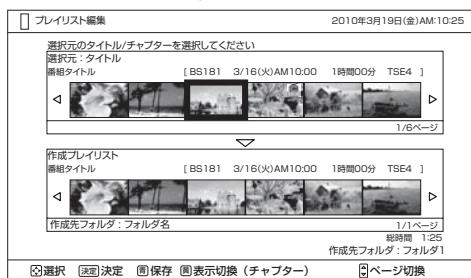 プレイリスト編集 2010年3月19日(金)AM:10:25
選択元のタイトル/チャプターを選択してください
選択元:タイトル
番組タイトル [ BS181 3/16(火)AM10:00 1時間00分 TSE4 ]
1/6ページ
作成プレイリスト
番組タイトル [ BS181 3/16(火)AM10:00 1時間00分 TSE4 ]
作成先フォルダ:フォルダ名 1/1ページ
総時間 1:25
作成先フォルダ:フォルダ1
選択 決定 決定 青 保存 黄 表示切換(チャプター) ページ切換